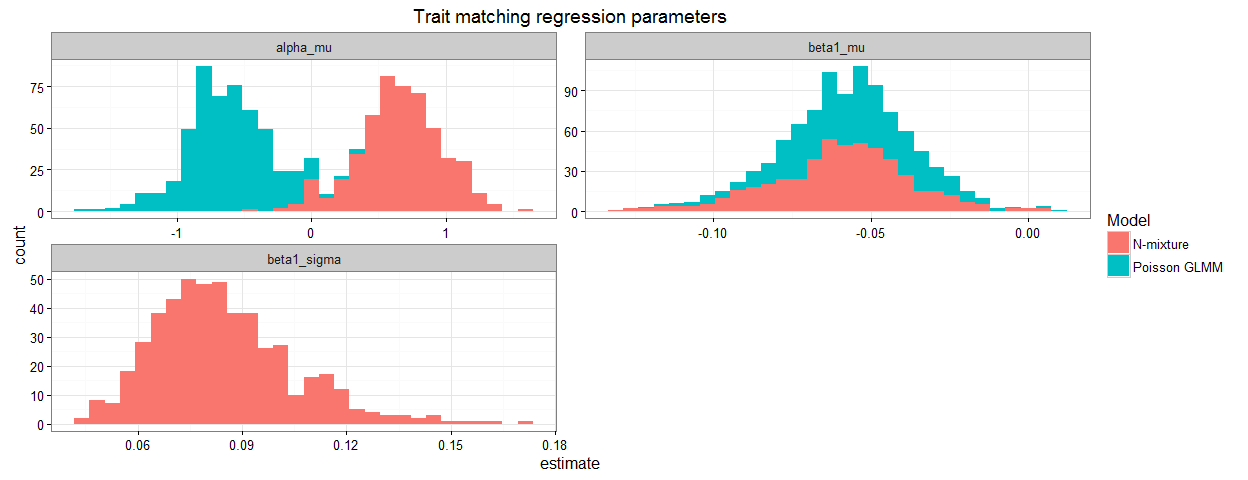 Trait matching regression parameters
alpha_mu
beta1_mu
75
50
25
0
-1 0 1
90
60
30
0
-0.10 -0.05 0.00
count
beta1_sigma
50
40
30
20
10
0
0.06 0.09 0.12 0.15 0.18
estimate
Model
N-mixture
Poisson GLMM